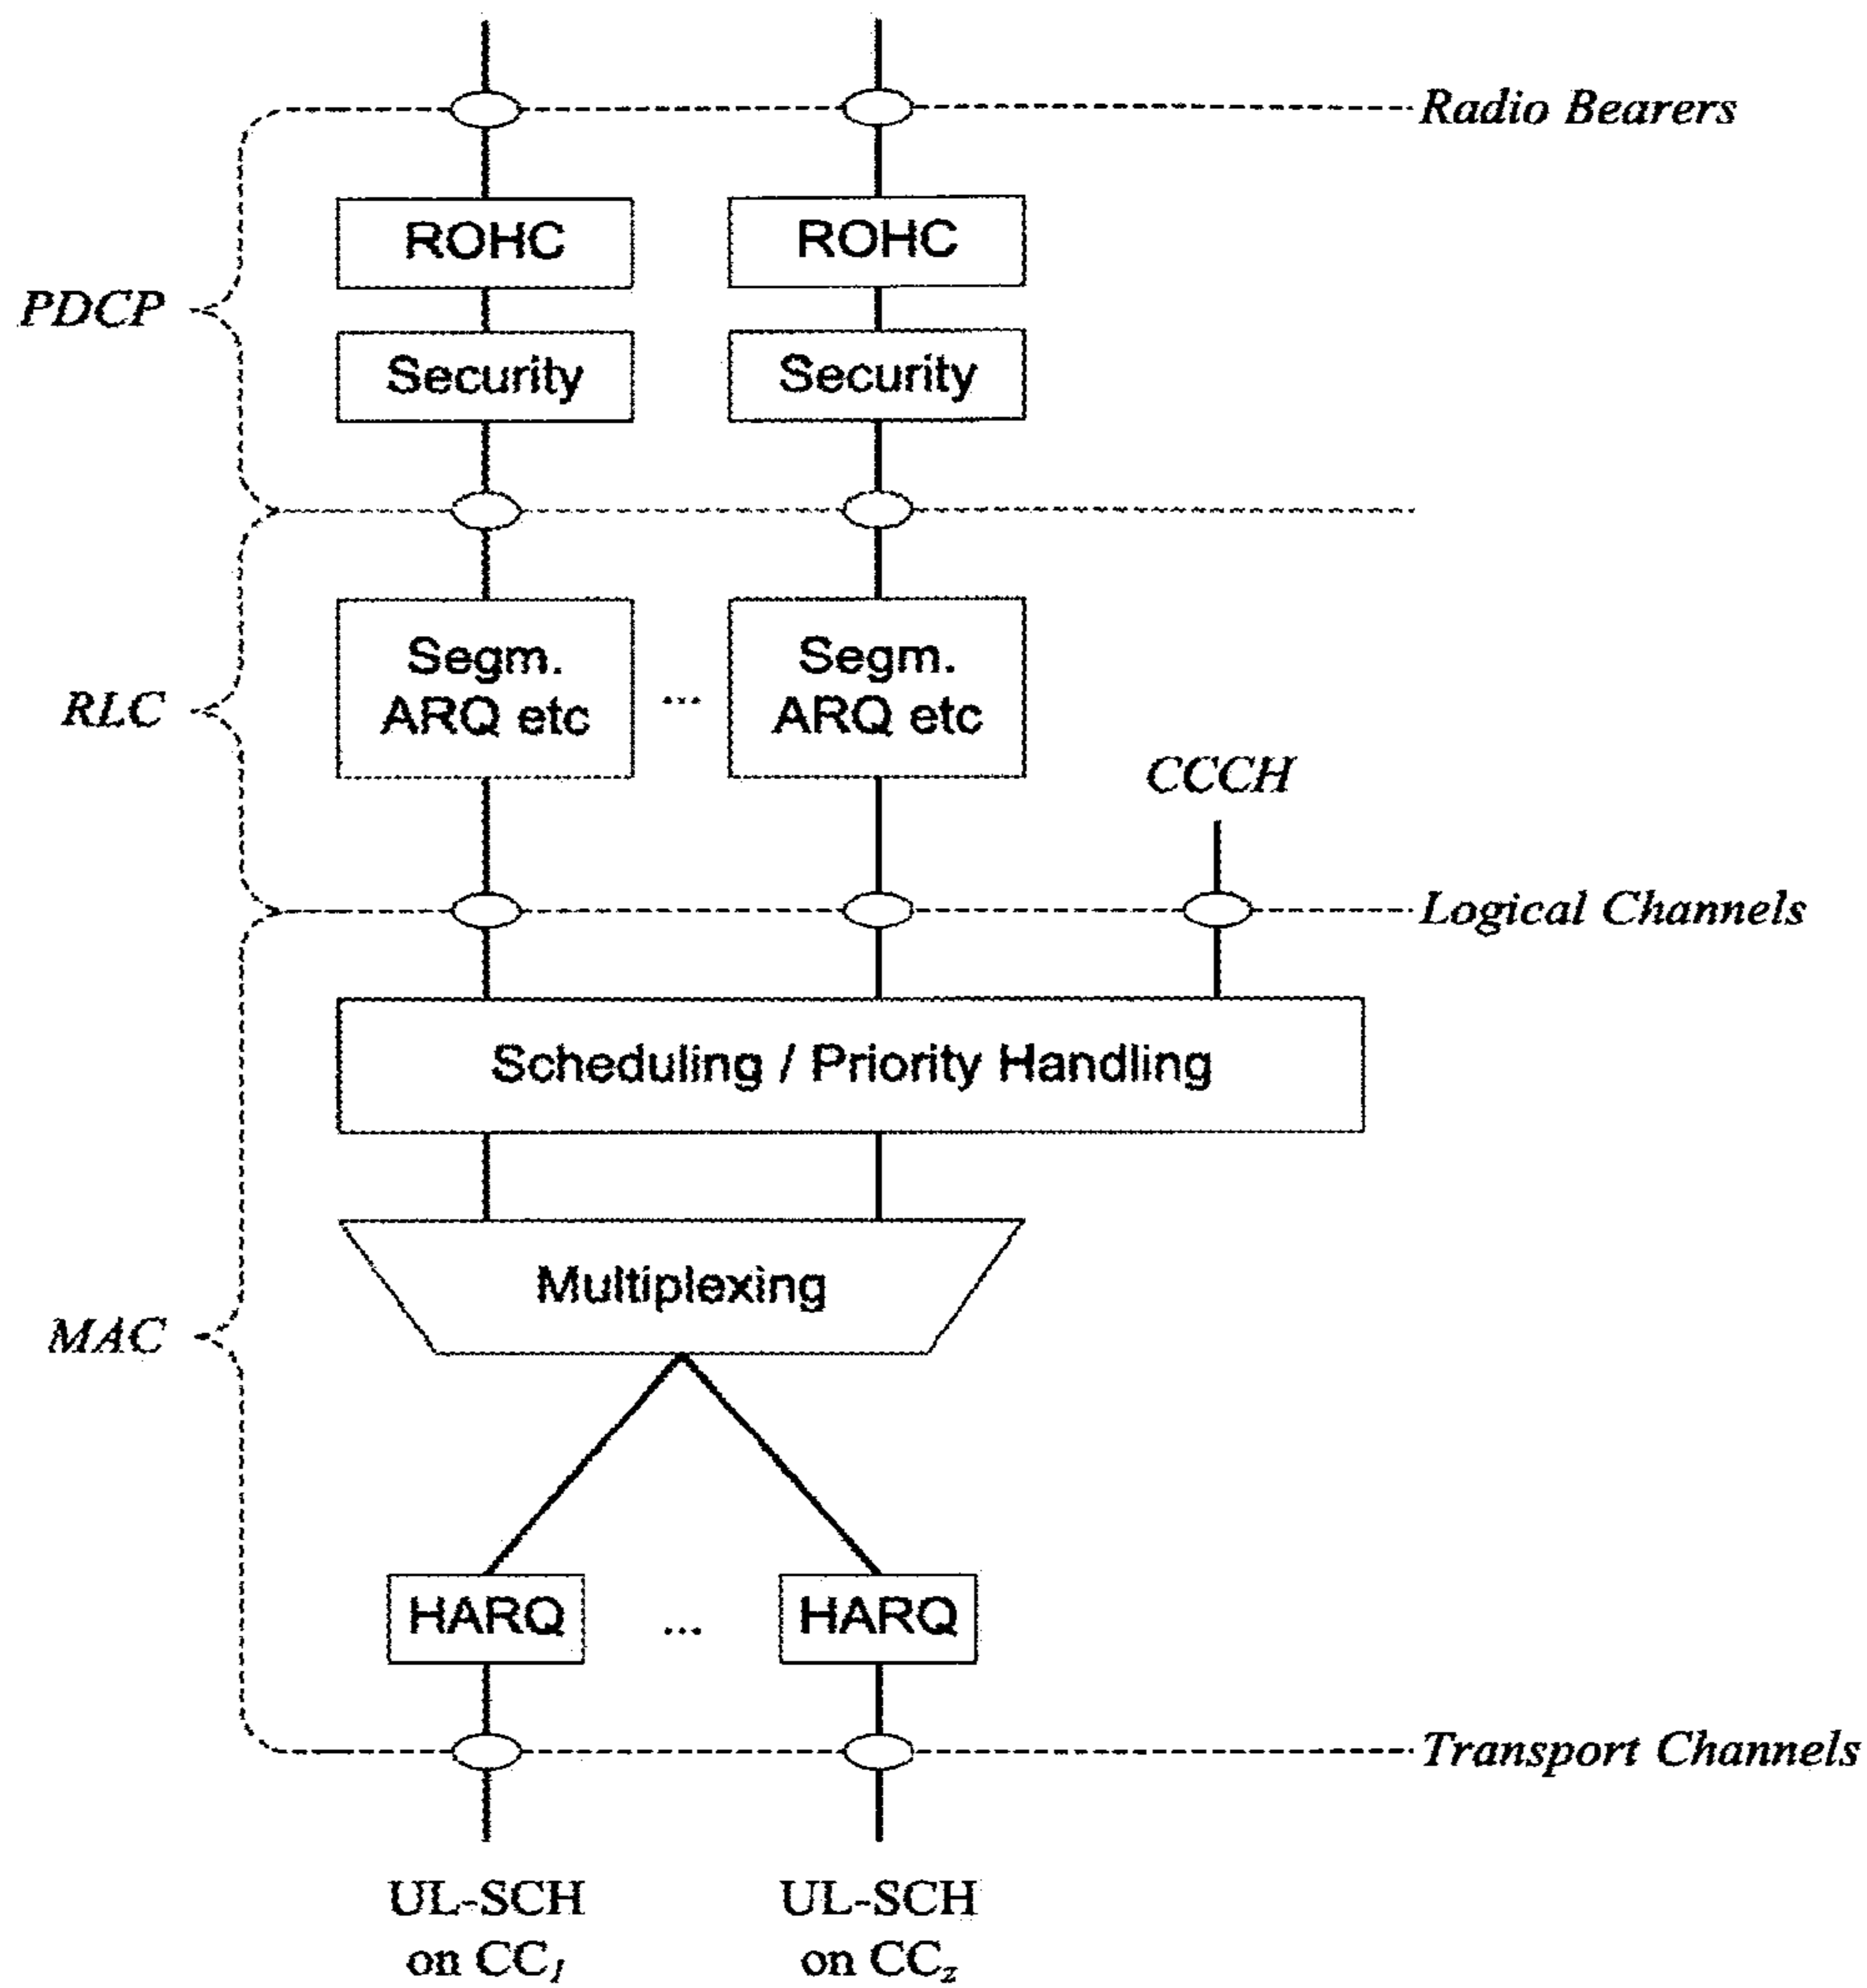 Radio Bearers
ROHC
ROHC
PDCP
Security
Security
Segm.
ARQ etc
...
Segm.
ARQ etc
RLC
CCCH
Logical Channels
Scheduling / Priority Handling
Multiplexing
MAC
HARQ
...
HARQ
Transport Channels
UL-SCH
on CC1
UL-SCH
on CCz